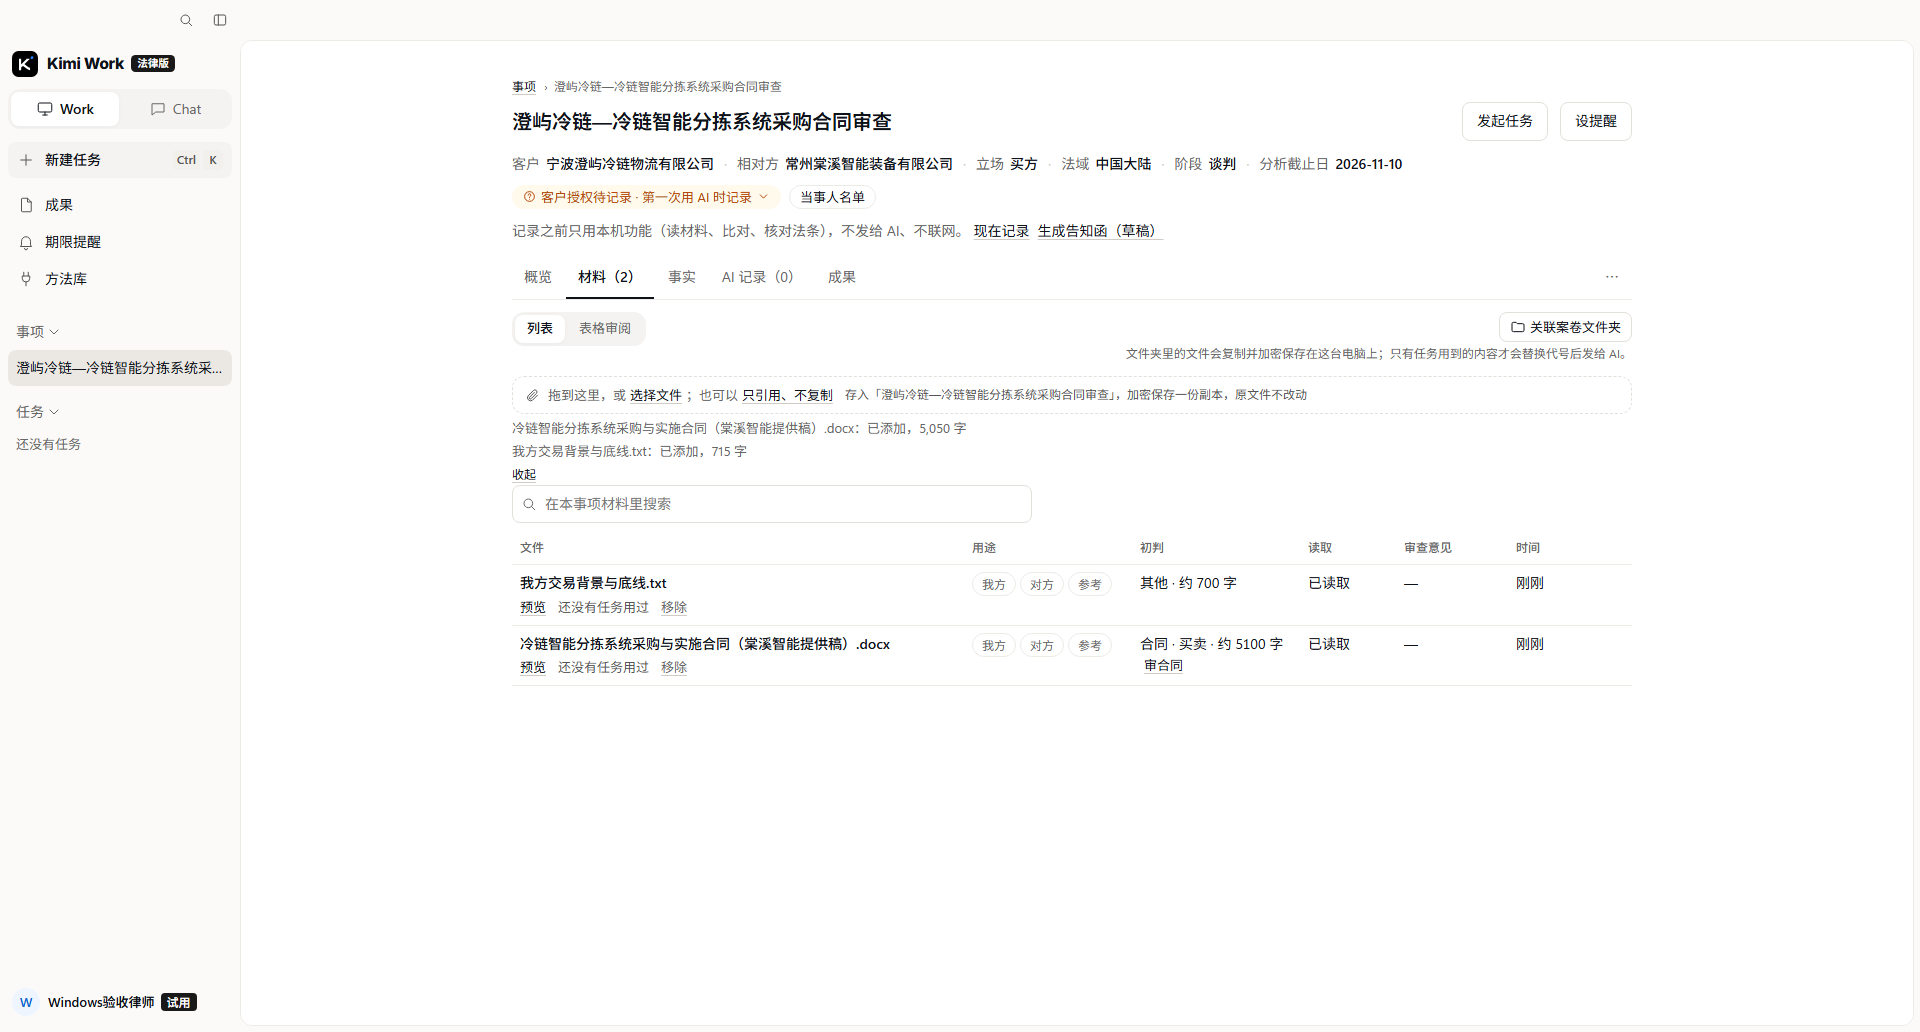 Kimi Work 法律版
Work
Chat
新建任务 Ctrl K
成果
期限提醒
方法库
事项
澄屿冷链—冷链智能分拣系统采...
任务
还没有任务
W Windows验收律师 试用
事项 › 澄屿冷链—冷链智能分拣系统采购合同审查
澄屿冷链—冷链智能分拣系统采购合同审查
发起任务 设提醒
客户 宁波澄屿冷链物流有限公司 · 相对方 常州棠溪智能装备有限公司 · 立场 买方 · 法域 中国大陆 · 阶段 谈判 · 分析截止日 2026-11-10
客户授权待记录 · 第一次用 AI 时记录 当事人名单
记录之前只用本机功能（读材料、比对、核对法条），不发给 AI、不联网。 现在记录 生成告知函（草稿）
概览 材料（2） 事实 AI 记录（0） 成果 ···
列表 表格审阅 关联案卷文件夹
文件夹里的文件会复制并加密保存在这台电脑上；只有任务用到的内容才会替换代号后发给 AI。
拖到这里，或 选择文件 ；也可以 只引用、不复制 存入「澄屿冷链—冷链智能分拣系统采购合同审查」，加密保存一份副本，原文件不改动
冷链智能分拣系统采购与实施合同（棠溪智能提供稿）.docx：已添加，5,050 字
我方交易背景与底线.txt：已添加，715 字
收起
在本事项材料里搜索
文件 用途 初判 读取 审查意见 时间
我方交易背景与底线.txt 我方 对方 参考 其他 · 约 700 字 已读取 — 刚刚
预览 还没有任务用过 移除
冷链智能分拣系统采购与实施合同（棠溪智能提供稿）.docx 我方 对方 参考 合同 · 买卖 · 约 5100 字 已读取 — 刚刚
预览 还没有任务用过 移除 审合同